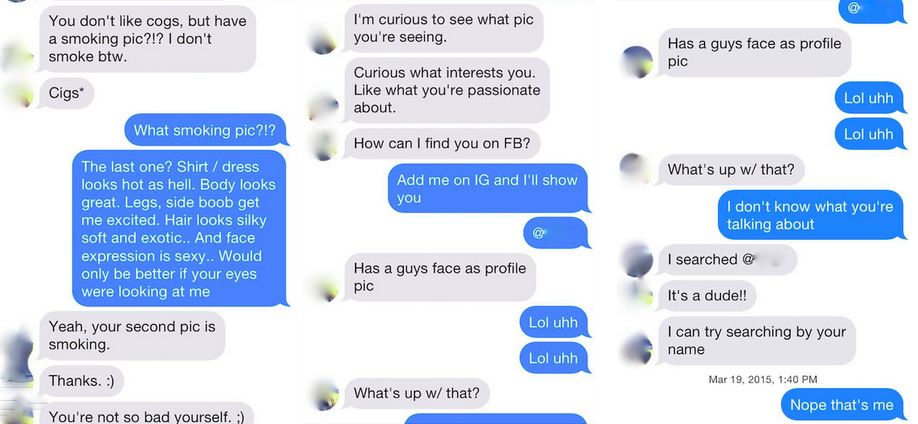 You don't like cogs, but have
a smoking pic?!? I don't
smoke btw.
Cigs*
What smoking pic?!?
The last one? Shirt / dress
looks hot as hell. Body looks
great. Legs, side boob get
me excited. Hair looks silky
soft and exotic.. And face
expression is sexy.. Would
only be better if your eyes
were looking at me
Yeah, your second pic is
smoking.
Thanks. :)
You're not so bad yourself. ;)
I'm curious to see what pic
you're seeing.
Curious what interests you.
Like what you're passionate
about.
How can I find you on FB?
Add me on IG and I'll show
you
@
Has a guys face as profile
pic
Lol uhh
Lol uhh
What's up w/ that?
@
Has a guys face as profile
pic
Lol uhh
Lol uhh
What's up w/ that?
I don't know what you're
talking about
I searched @
It's a dude!!
I can try searching by your
name
Mar 19, 2015, 1:40 PM
Nope that's me